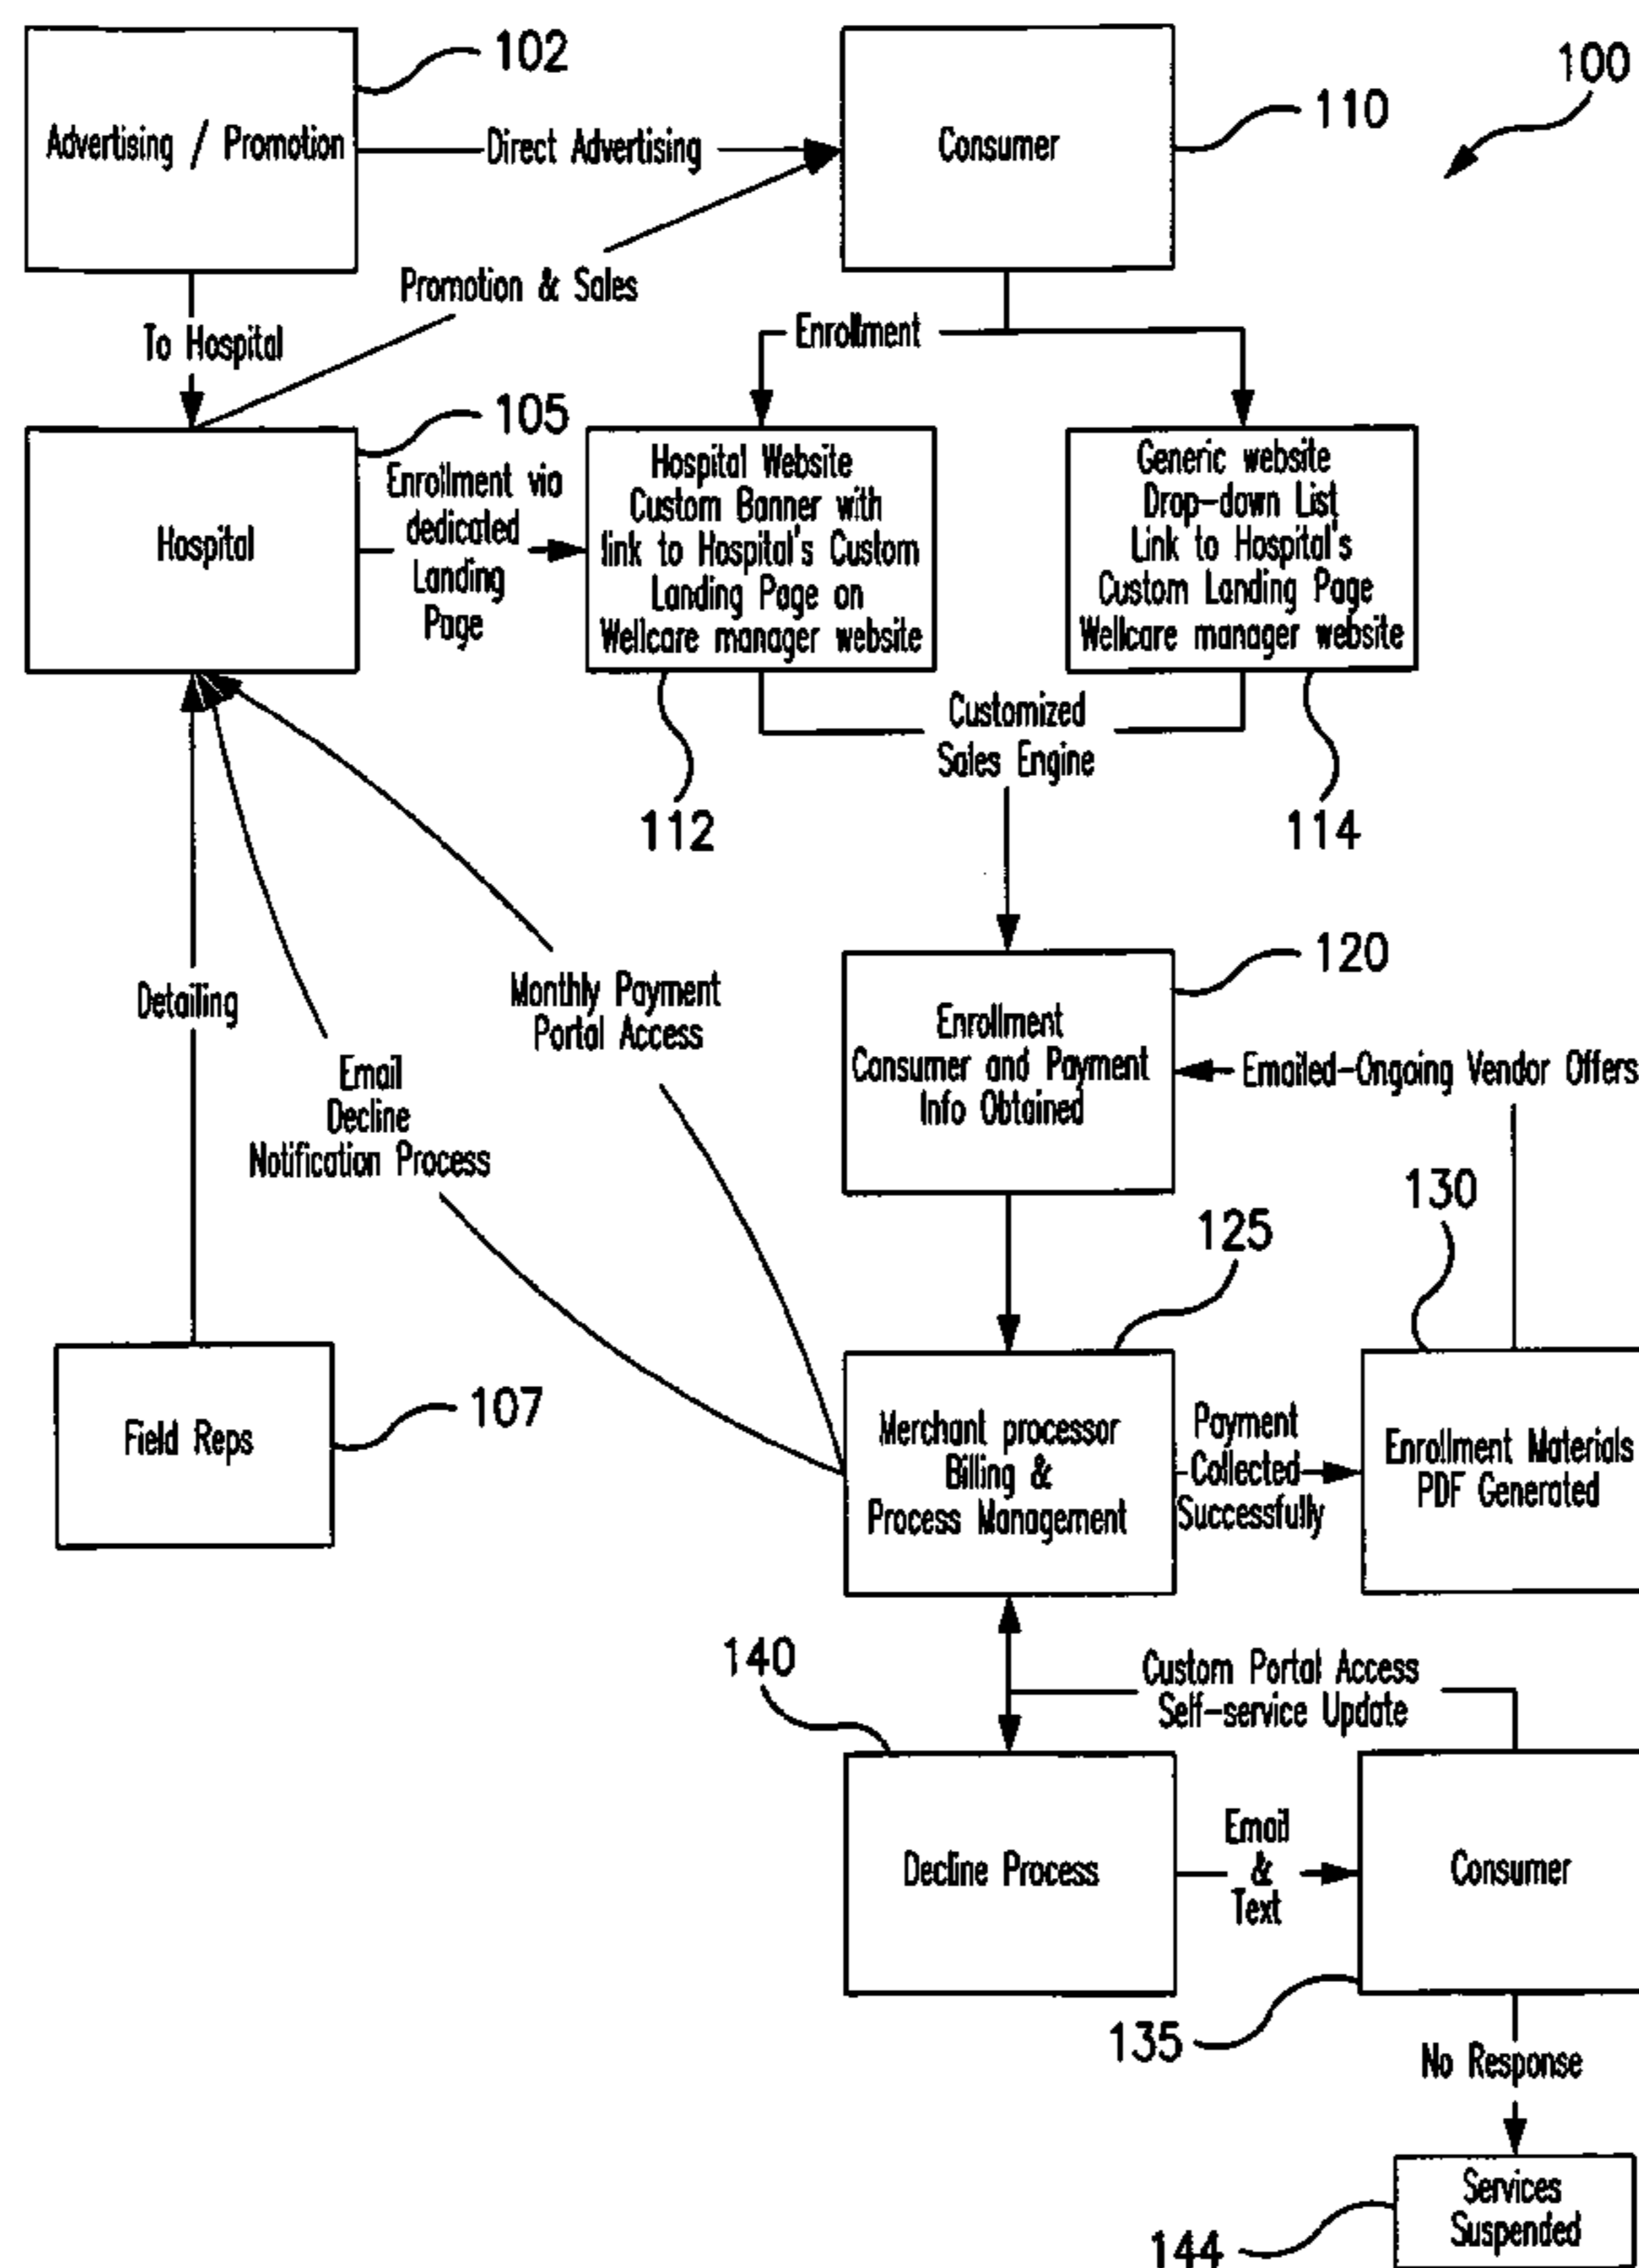 102
110
100
Advertising / Promotion
Direct Advertising
Consumer
Promotion & Sales
To Hospital
Enrollment
105
Hospital
Enrollment via
dedicated
Landing
Page
Hospital Website
Custom Banner with
link to Hospital's Custom
Landing Page on
Wellcare manager website
Generic website
Drop-down List
Link to Hospital's
Custom Landing Page
Wellcare manager website
Customized
Sales Engine
112
114
120
Detailing
Monthly Payment
Portal Access
Email
Decline
Notification Process
Enrollment
Consumer and Payment
Info Obtained
Emailed-Ongoing Vendor Offers
130
125
107
Field Reps
Merchant processor
Billing &
Process Management
Payment
Collected
Successfully
Enrollment Materials
PDF Generated
140
Custom Portal Access
Self-service Update
Decline Process
Email
&
Text
Consumer
135
No Response
Services
Suspended
144